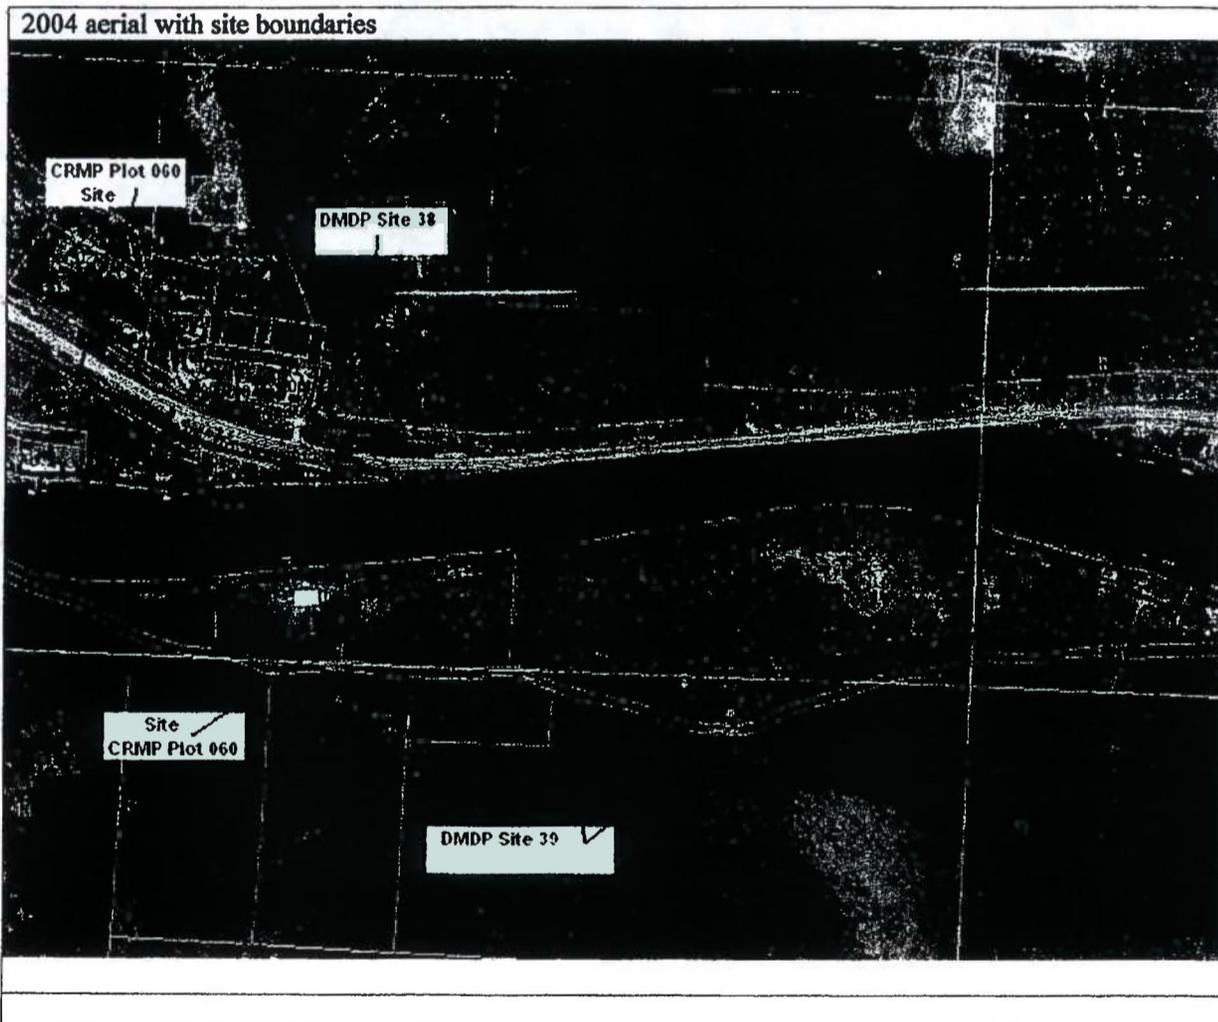 2004 aerial with site boundaries
CRMP Plot 060
Site
DMDP Site 38
Site
CRMP Plot 060
DMDP Site 39